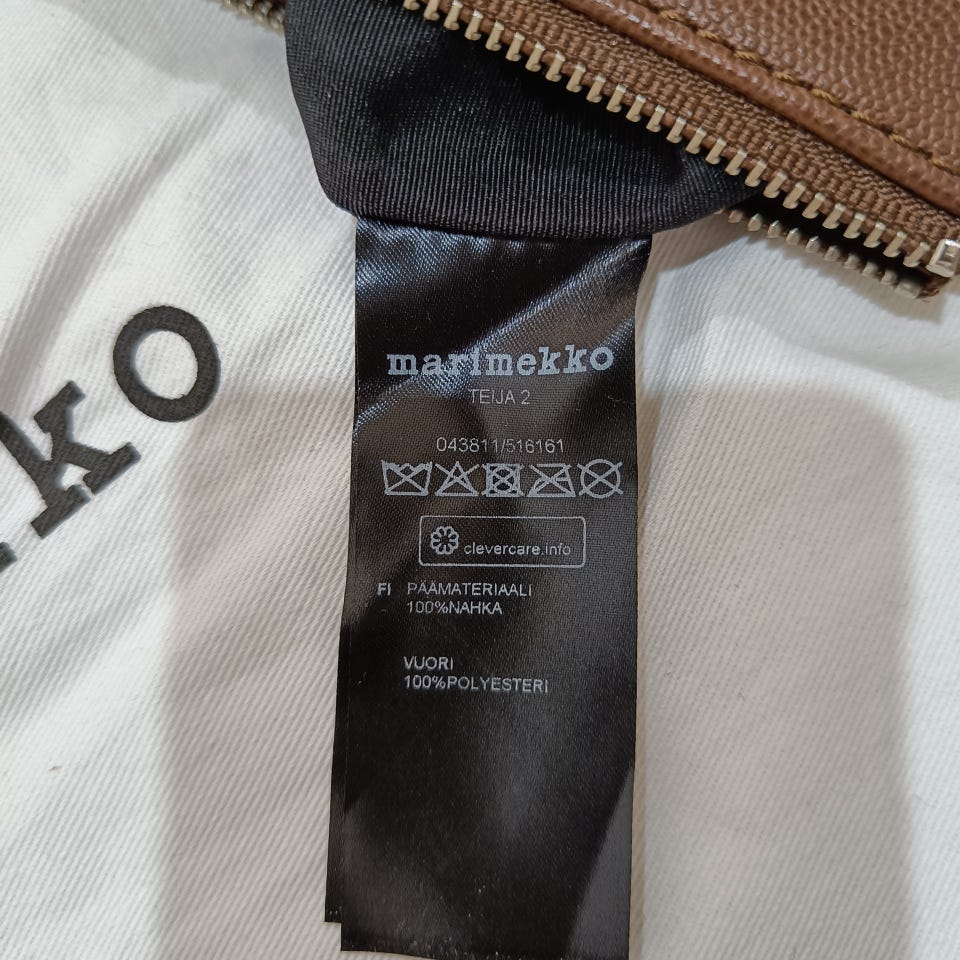 marimekko
TEIJA 2
043811/516161
clevercare.info
FI PÄÄMATERIAALI
100%NAHKA
VUORI
100%POLYESTERI
ko